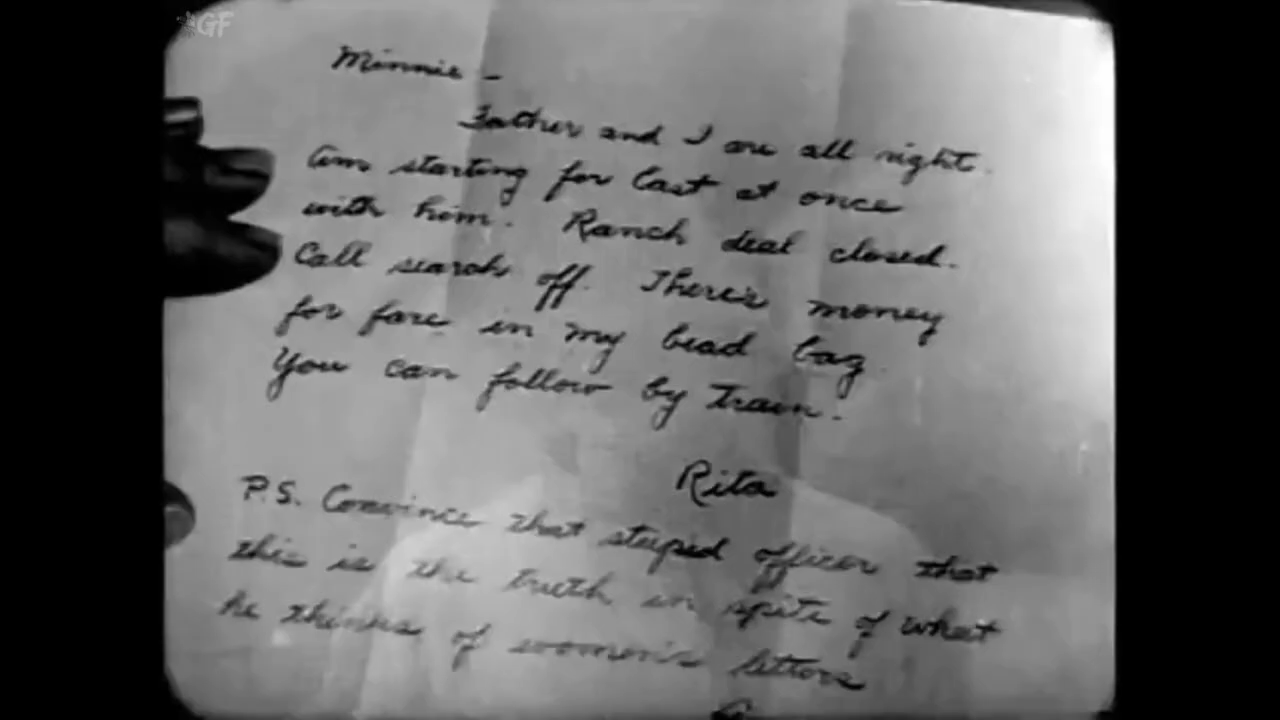 GF
Minnie -
Father and I are all right.
Am starting for East at once
with him. Ranch deal closed.
Call search off. There's money
for fare in my bead bag.
You can follow by train.
Rita
P.S. Convince that stupid officer that
this is the truth in spite of what
he thinks of women's letters